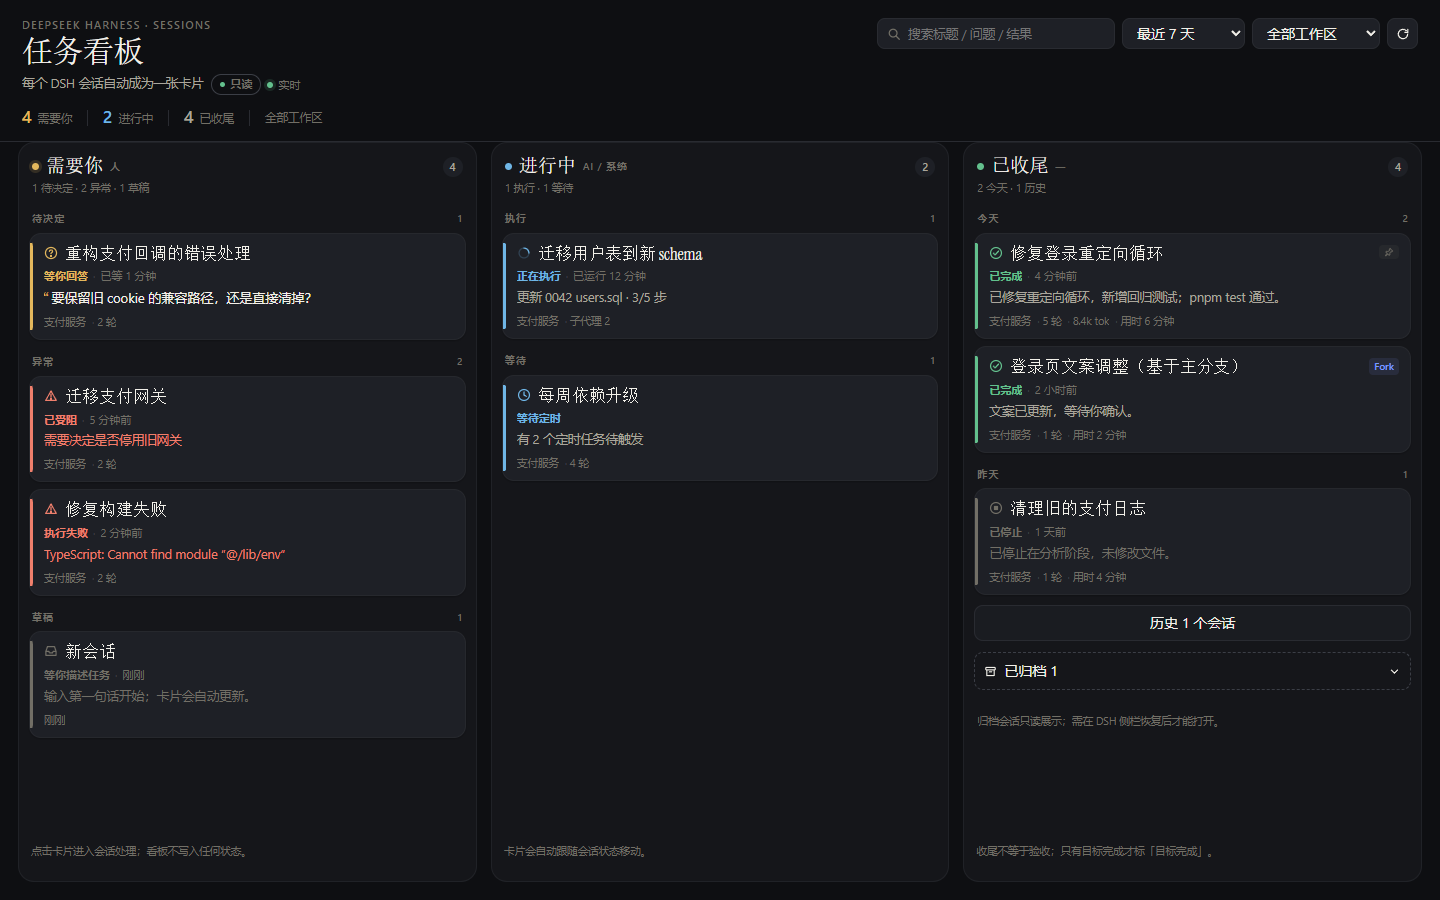 DEEPSEEK HARNESS · SESSIONS
任务看板
每个 DSH 会话自动成为一张卡片 只读 实时
4 需要你 2 进行中 4 已收尾 全部工作区
搜索标题 / 问题 / 结果
最近 7 天
全部工作区
需要你 人 4
1 待决定 · 2 异常 · 1 草稿
待决定 1
重构支付回调的错误处理
等你回答 · 已等 1 分钟
“ 要保留旧 cookie 的兼容路径，还是直接清掉？
支付服务 · 2 轮
异常 2
迁移支付网关
已受阻 · 5 分钟前
需要决定是否停用旧网关
支付服务 · 2 轮
修复构建失败
执行失败 · 2 分钟前
TypeScript: Cannot find module "@/lib/env"
支付服务 · 2 轮
草稿 1
新会话
等你描述任务 · 刚刚
输入第一句话开始；卡片会自动更新。
刚刚
点击卡片进入会话处理；看板不写入任何状态。
进行中 AI / 系统 2
1 执行 · 1 等待
执行 1
迁移用户表到新 schema
正在执行 · 已运行 12 分钟
更新 0042 users.sql · 3/5 步
支付服务 · 子代理 2
等待 1
每周依赖升级
等待定时
有 2 个定时任务待触发
支付服务 · 4 轮
卡片会自动跟随会话状态移动。
已收尾 — 4
2 今天 · 1 历史
今天 2
修复登录重定向循环
已完成 · 4 分钟前
已修复重定向循环，新增回归测试；pnpm test 通过。
支付服务 · 5 轮 · 8.4k tok · 用时 6 分钟
登录页文案调整（基于主分支） Fork
已完成 · 2 小时前
文案已更新，等待你确认。
支付服务 · 1 轮 · 用时 2 分钟
昨天 1
清理旧的支付日志
已停止 · 1 天前
已停止在分析阶段，未修改文件。
支付服务 · 1 轮 · 用时 4 分钟
历史 1 个会话
已归档 1
归档会话只读展示；需在 DSH 侧栏恢复后才能打开。
收尾不等于验收；只有目标完成才标「目标完成」。